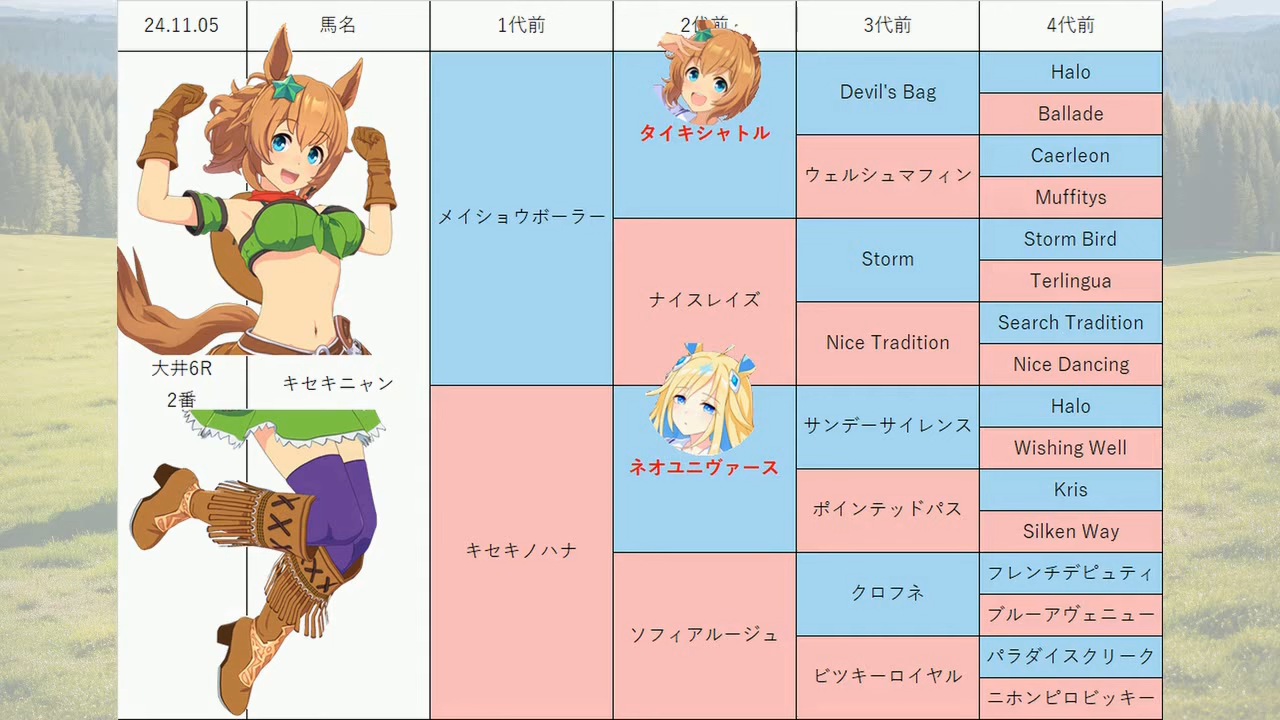 24.11.05 馬名 1代前 2代前 3代前 4代前
大井6R
2番
キセキニャン
メイショウボーラー
キセキノハナ
タイキシャトル
ナイスレイズ
ネオユニヴァース
ソフィアルージュ
Devil's Bag
ウェルシュマフィン
Storm
Nice Tradition
サンデーサイレンス
ポインテッドパス
クロフネ
ビツキーロイヤル
Halo
Ballade
Caerleon
Muffitys
Storm Bird
Terlingua
Search Tradition
Nice Dancing
Halo
Wishing Well
Kris
Silken Way
フレンチデピュティ
ブルーアヴェニュー
パラダイスクリーク
ニホンピロビッキー